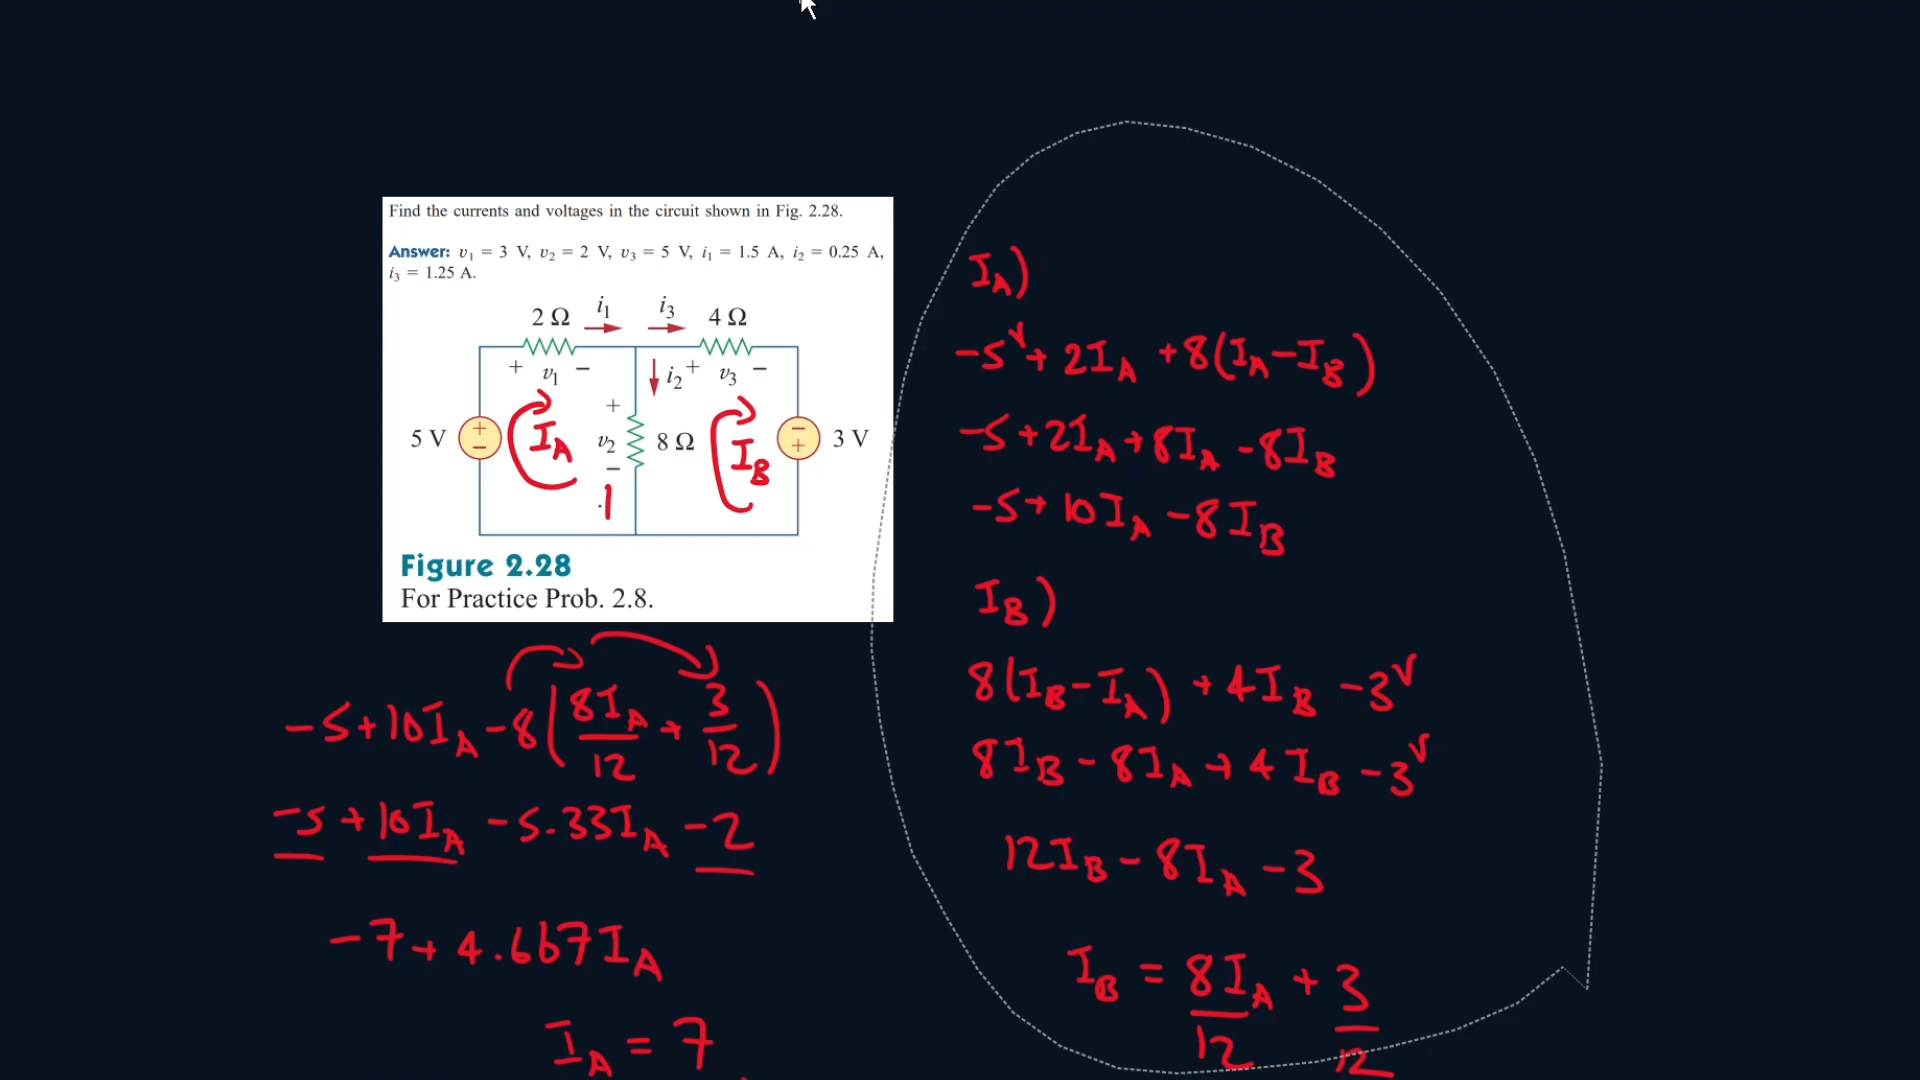 Find the currents and voltages in the circuit shown in Fig. 2.28.
Answer: v₁ = 3 V, v₂ = 2 V, v₃ = 5 V, i₁ = 1.5 A, i₂ = 0.25 A,
i₃ = 1.25 A.
2 Ω i₁ i₃ 4 Ω
+ v₁ − i₂ + v₃ −
+
5 V + − I_A v₂ 8 Ω I_B − + 3 V
−
Figure 2.28
For Practice Prob. 2.8.
-5+10I_A-8(8I_A/12 + 3/12)
-5+10I_A-5.33I_A-2
-7+4.667I_A
I_A = 7
I_A)
-5V+2I_A+8(I_A-I_B)
-5+2I_A+8I_A-8I_B
-5+10I_A-8I_B
I_B)
8(I_B-I_A)+4I_B-3V
8I_B-8I_A+4I_B-3V
12I_B-8I_A-3
I_B = 8I_A/12 + 3/12